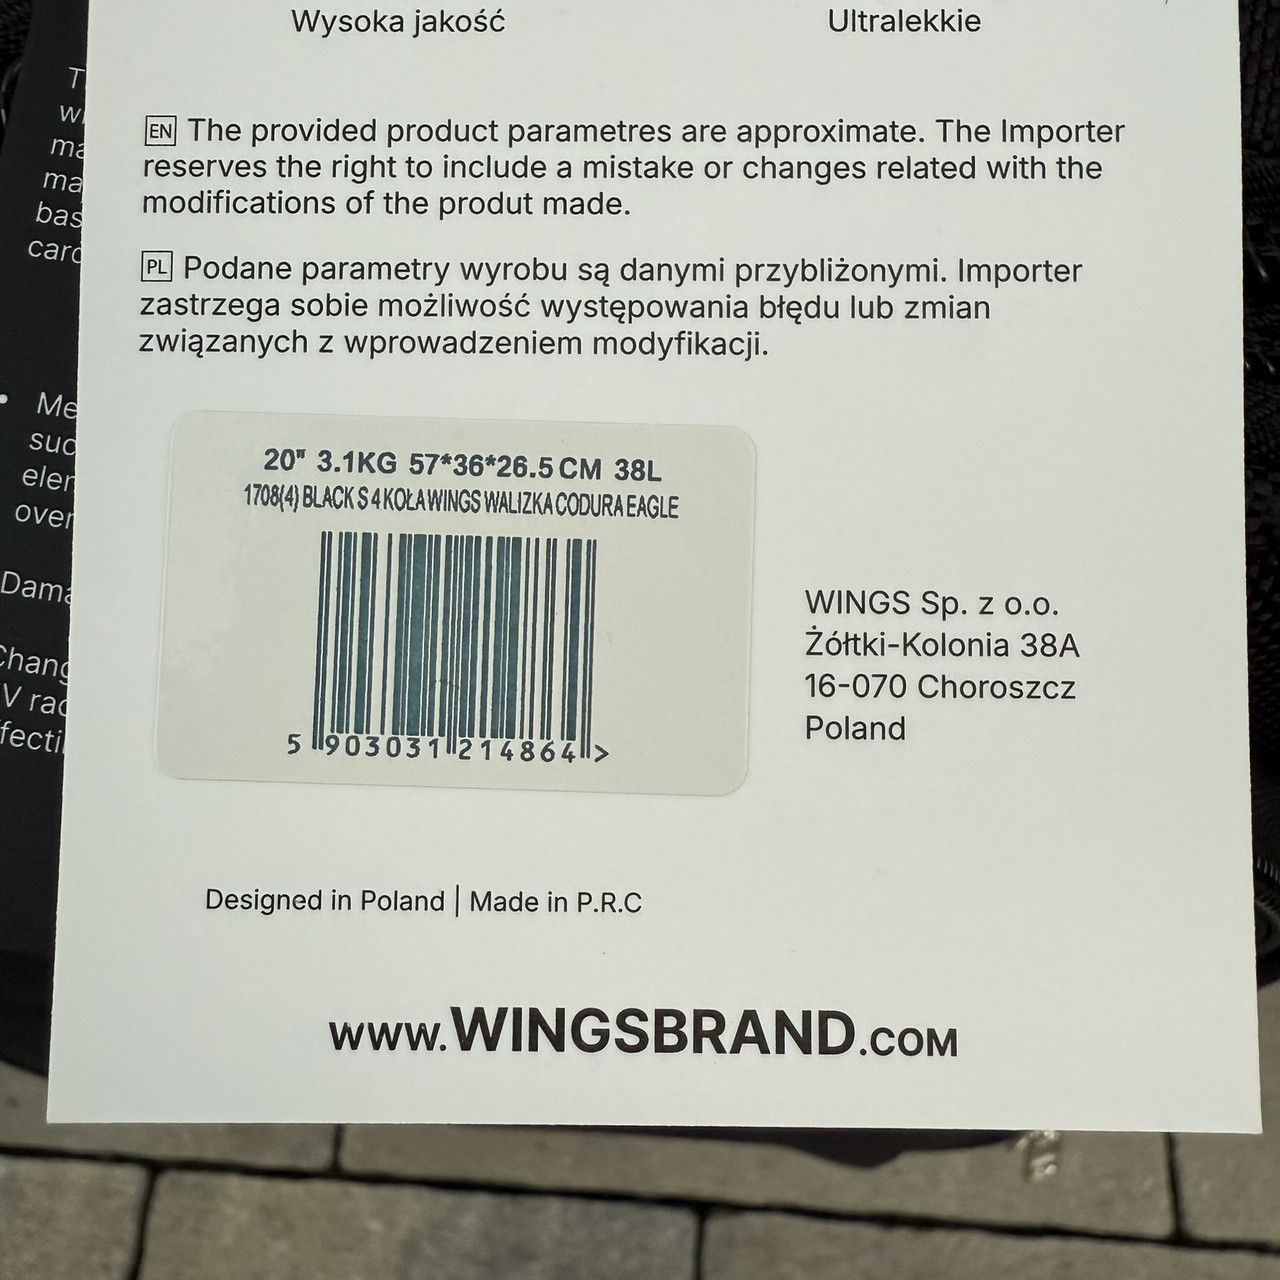 Wysoka jakość
Ultralekkie
EN The provided product parametres are approximate. The Importer
reserves the right to include a mistake or changes related with the
modifications of the produt made.
PL Podane parametry wyrobu są danymi przybliżonymi. Importer
zastrzega sobie możliwość występowania błędu lub zmian
związanych z wprowadzeniem modyfikacji.
20" 3.1KG 57*36*26.5 CM 38L
1708(4) BLACK S 4 KOŁA WINGS WALIZKA CODURA EAGLE
5 903031 214864 >
WINGS Sp. z o.o.
Żółtki-Kolonia 38A
16-070 Choroszcz
Poland
Designed in Poland | Made in P.R.C
www.WINGSBRAND.COM